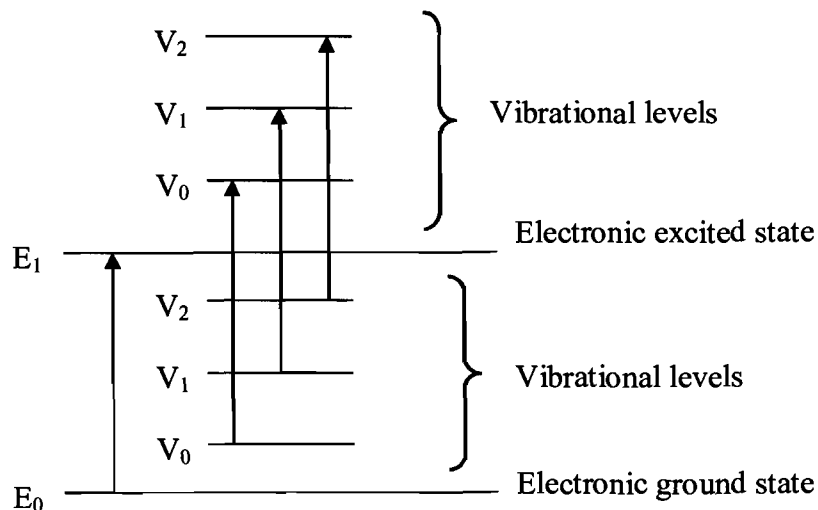 V₂
V₁
Vibrational levels
V₀
Electronic excited state
E₁
V₂
V₁
Vibrational levels
V₀
Electronic ground state
E₀